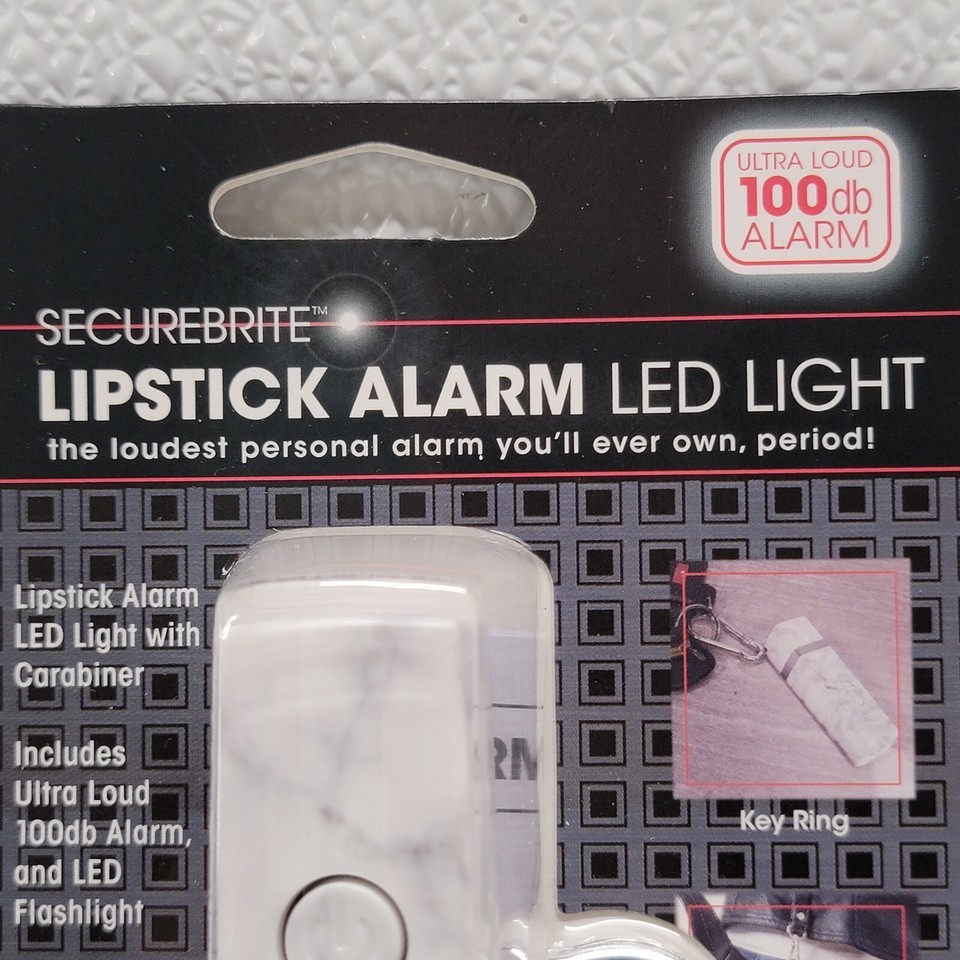 ULTRA LOUD
100db
ALARM
SECUREBRITE™
LIPSTICK ALARM LED LIGHT
the loudest personal alarm you'll ever own, period!
Lipstick Alarm
LED Light with
Carabiner
Includes
Ultra Loud
100db Alarm,
and LED
Flashlight
Key Ring